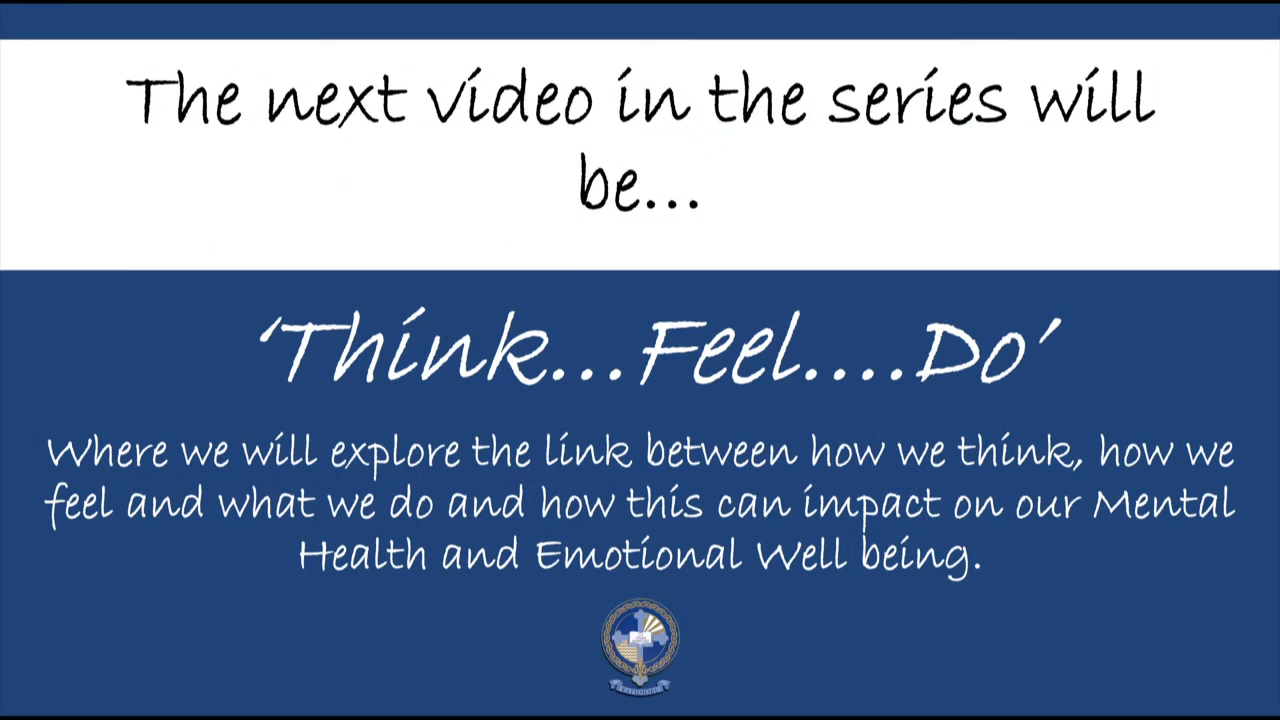 The next video in the series will
be...
‘Think...Feel....Do’
Where we will explore the link between how we think, how we
feel and what we do and how this can impact on our Mental
Health and Emotional Well being.
RATHMORE